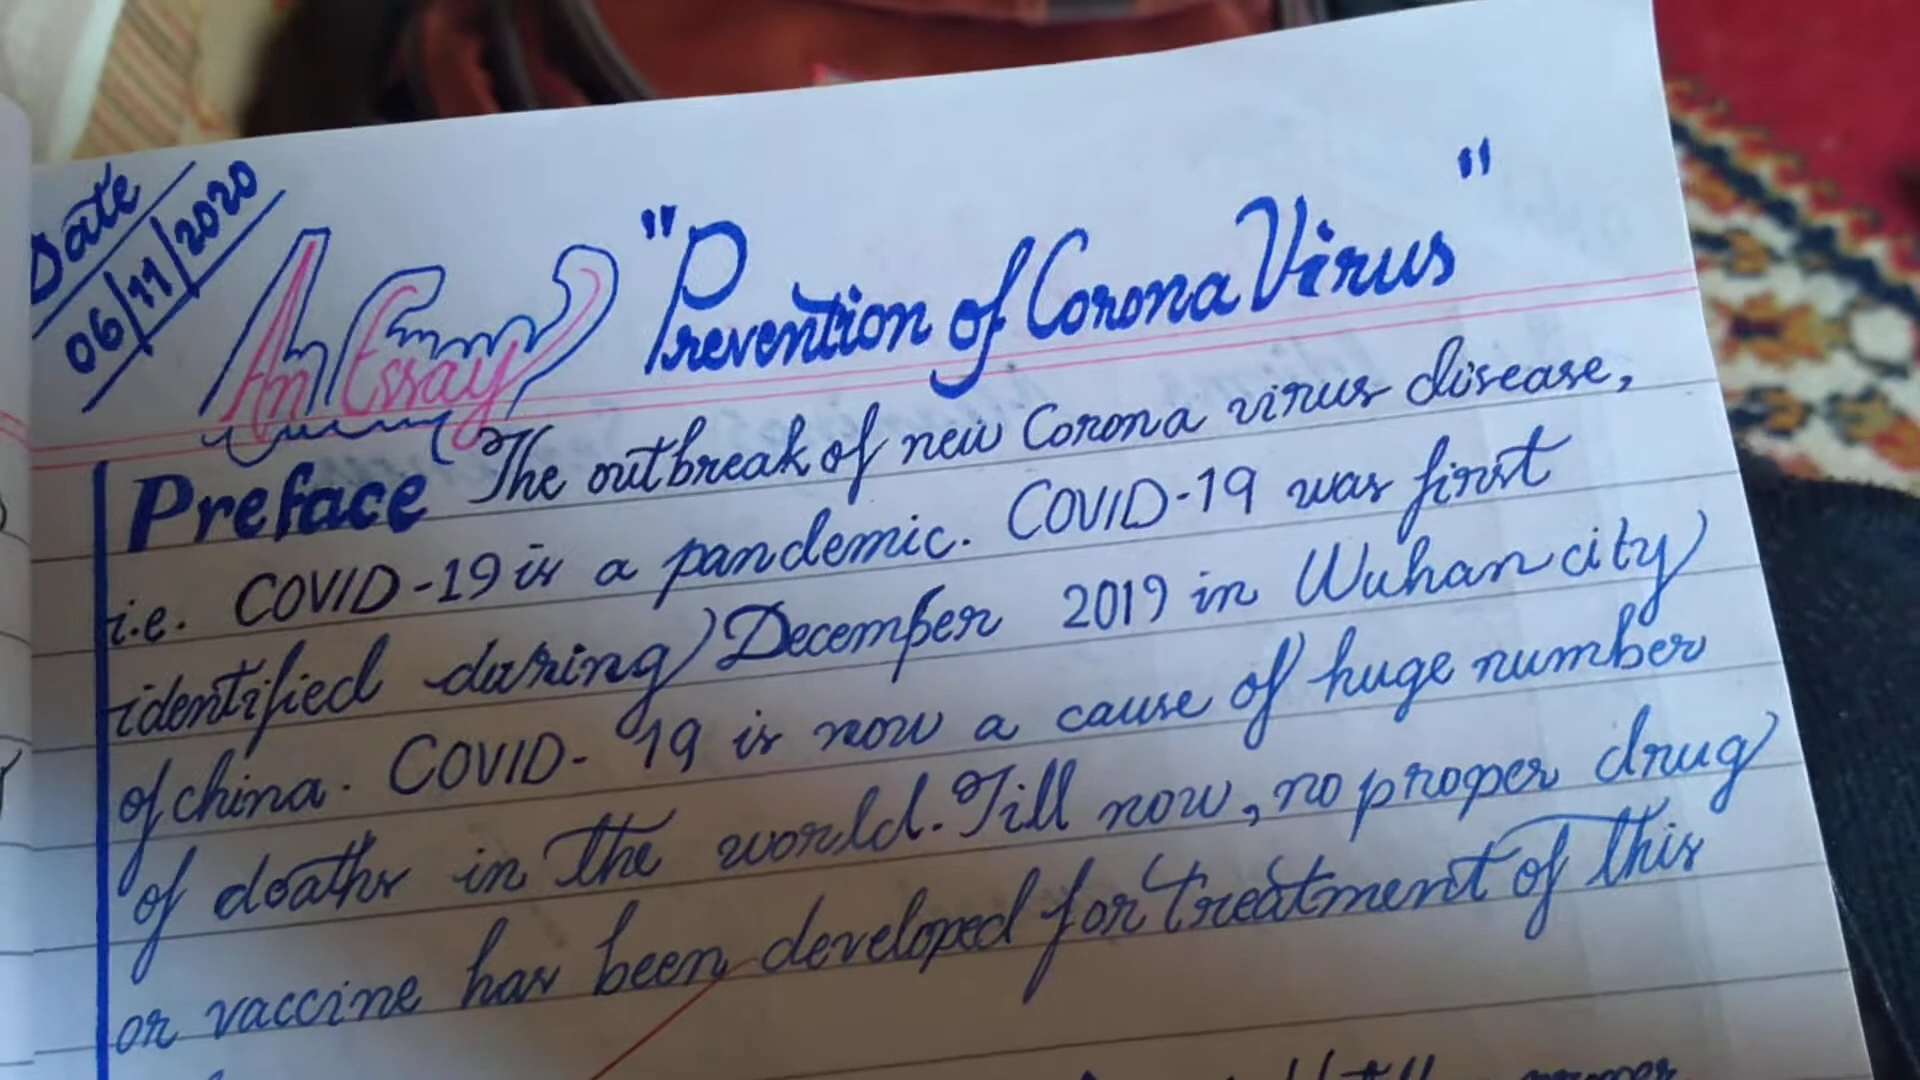 Date
06/11/2020
An Essay "Prevention of Corona Virus"
Preface The outbreak of new Corona virus disease,
i.e. COVID-19 is a pandemic. COVID-19 was first
identified during December 2019 in Wuhan city
of china. COVID-19 is now a cause of huge number
of deaths in the world. Till now, no proper drug
or vaccine has been developed for treatment of this